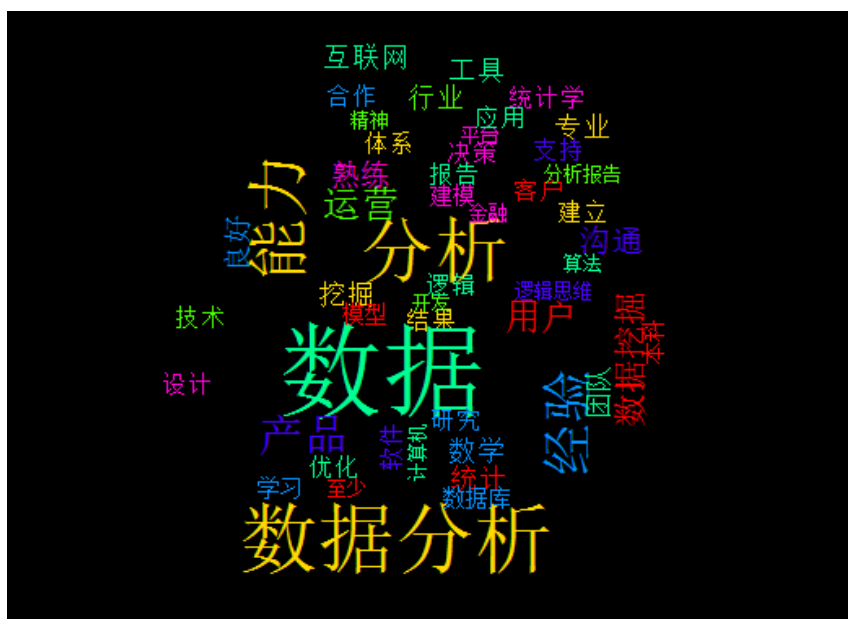 互联网
工具
合作
行业
统计学
精神
应用
专业
平台
体系
决策
支持
熟练
报告
分析报告
能力
建模
客户
运营
金融
建立
良好
分析
沟通
算法
逻辑
挖掘
开发
逻辑思维
技术
模型
结果
用户
数据挖掘
本科
数据
设计
经验
团队
产品
研究
软件
计算机
数学
优化
统计
学习
至少
数据库
数据分析